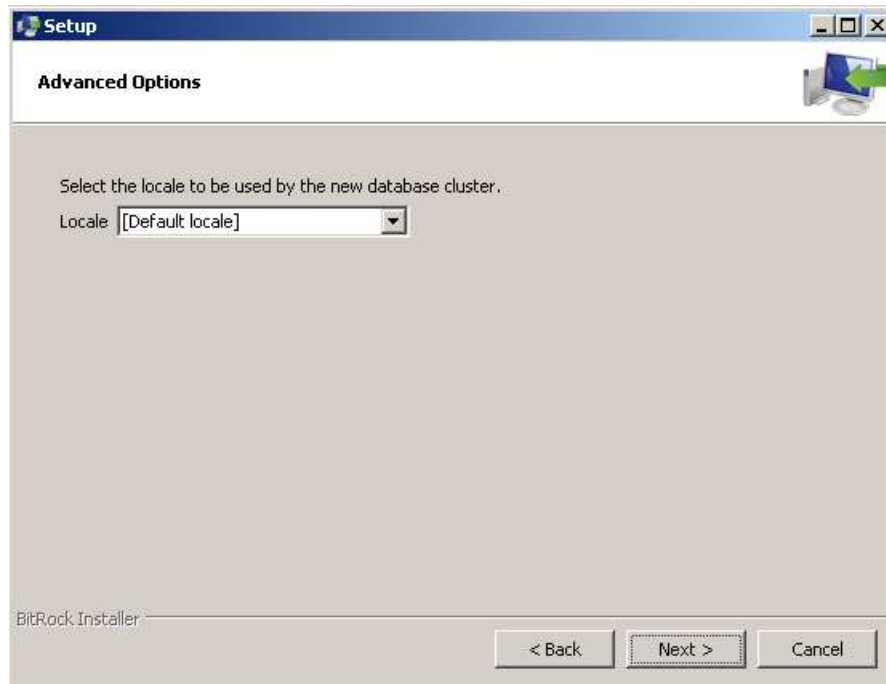 Setup
Advanced Options
Select the locale to be used by the new database cluster.
Locale [Default locale]
BitRock Installer
< Back Next > Cancel